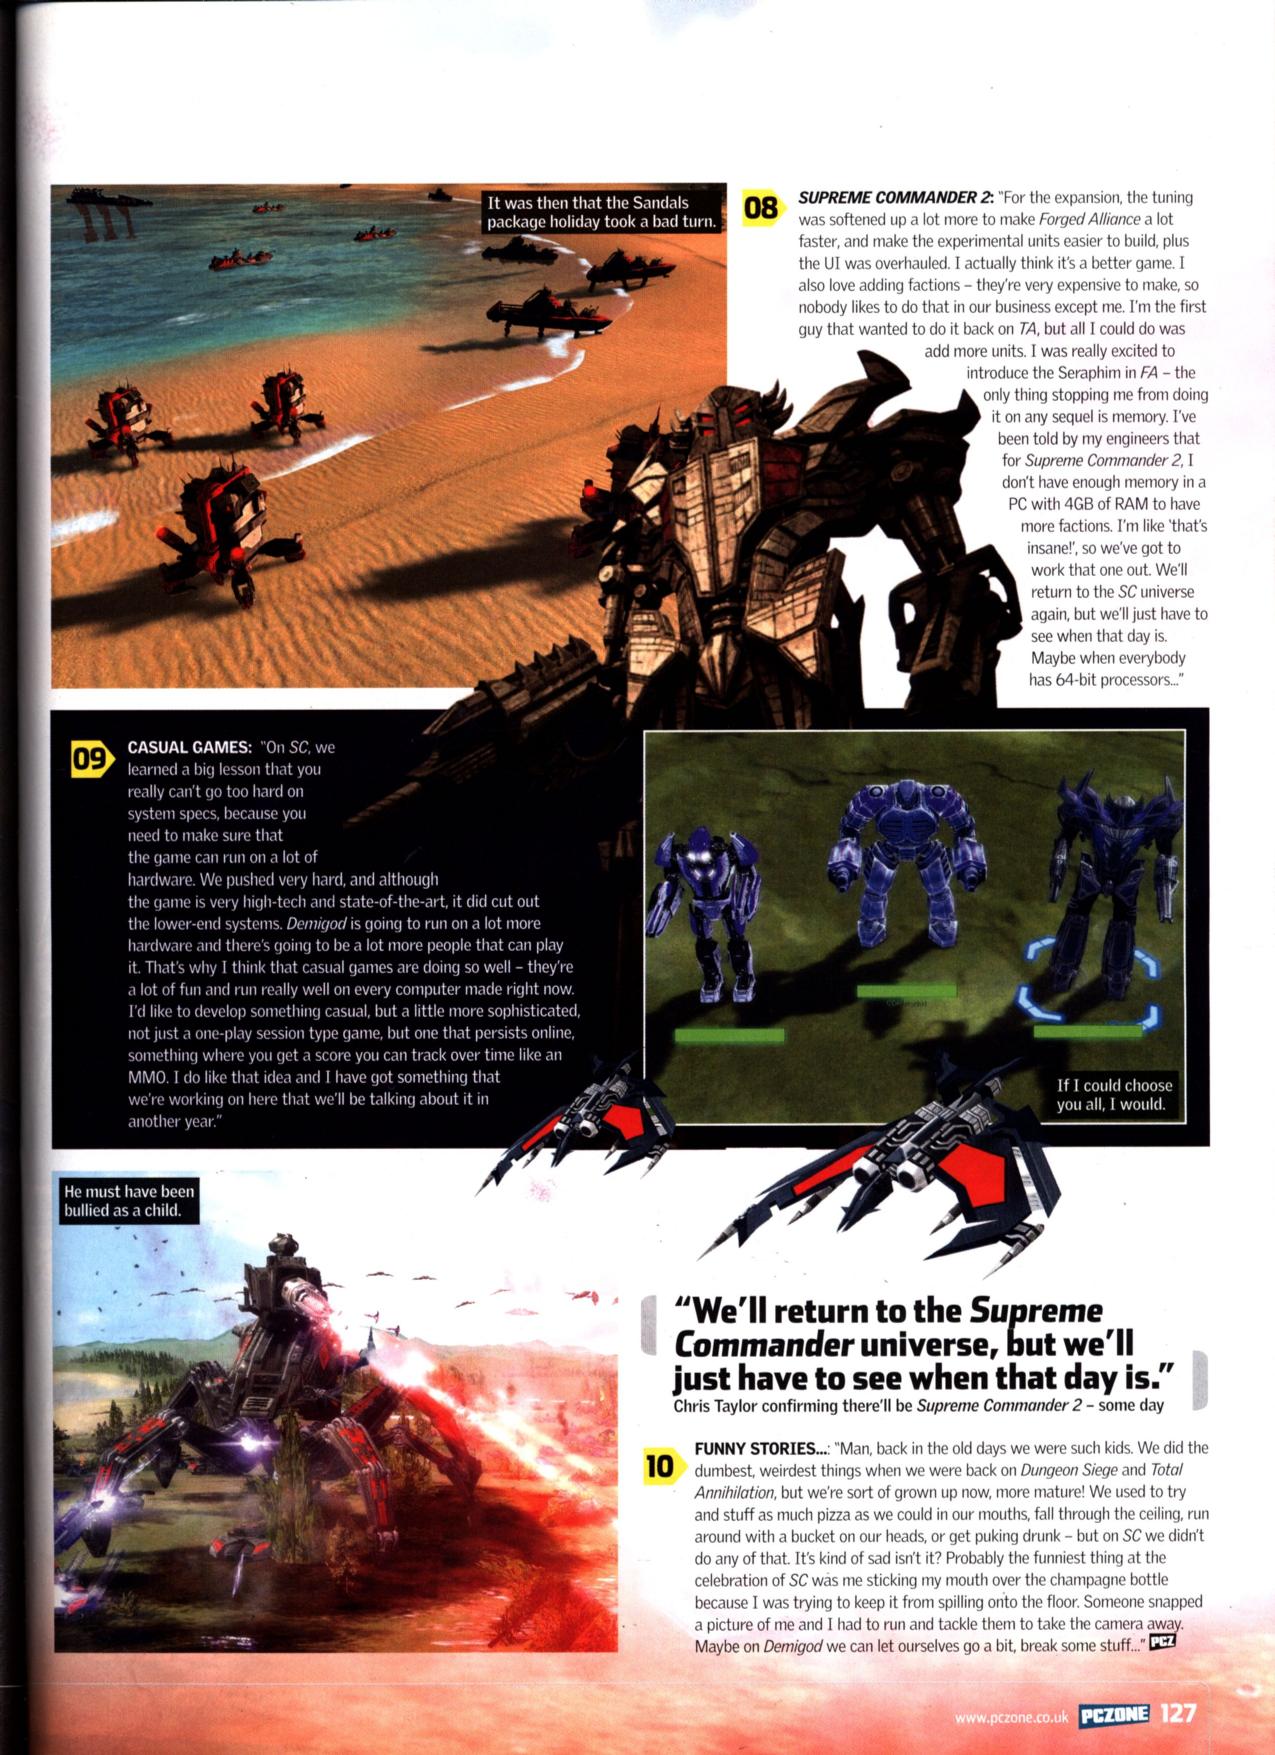 It was then that the Sandals
package holiday took a bad turn.
08
SUPREME COMMANDER 2: "For the expansion, the tuning
was softened up a lot more to make Forged Alliance a lot
faster, and make the experimental units easier to build, plus
the UI was overhauled. I actually think it's a better game. I
also love adding factions – they're very expensive to make, so
nobody likes to do that in our business except me. I'm the first
guy that wanted to do it back on TA, but all I could do was
add more units. I was really excited to
introduce the Seraphim in FA – the
only thing stopping me from doing
it on any sequel is memory. I've
been told by my engineers that
for Supreme Commander 2, I
don't have enough memory in a
PC with 4GB of RAM to have
more factions. I'm like 'that's
insane!', so we've got to
work that one out. We'll
return to the SC universe
again, but we'll just have to
see when that day is.
Maybe when everybody
has 64-bit processors..."
09
CASUAL GAMES: "On SC, we
learned a big lesson that you
really can't go too hard on
system specs, because you
need to make sure that
the game can run on a lot of
hardware. We pushed very hard, and although
the game is very high-tech and state-of-the-art, it did cut out
the lower-end systems. Demigod is going to run on a lot more
hardware and there's going to be a lot more people that can play
it. That's why I think that casual games are doing so well – they're
a lot of fun and run really well on every computer made right now.
I'd like to develop something casual, but a little more sophisticated,
not just a one-play session type game, but one that persists online,
something where you get a score you can track over time like an
MMO. I do like that idea and I have got something that
we're working on here that we'll be talking about it in
another year."
If I could choose
you all, I would.
He must have been
bullied as a child.
"We'll return to the Supreme
Commander universe, but we'll
just have to see when that day is."
Chris Taylor confirming there'll be Supreme Commander 2 – some day
10
FUNNY STORIES...: "Man, back in the old days we were such kids. We did the
dumbest, weirdest things when we were back on Dungeon Siege and Total
Annihilation, but we're sort of grown up now, more mature! We used to try
and stuff as much pizza as we could in our mouths, fall through the ceiling, run
around with a bucket on our heads, or get puking drunk – but on SC we didn't
do any of that. It's kind of sad isn't it? Probably the funniest thing at the
celebration of SC was me sticking my mouth over the champagne bottle
because I was trying to keep it from spilling onto the floor. Someone snapped
a picture of me and I had to run and tackle them to take the camera away.
Maybe on Demigod we can let ourselves go a bit, break some stuff..." PCZ
www.pczone.co.uk PCZONE 127